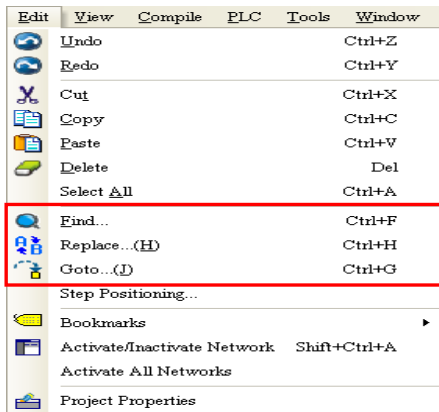 Edit View Compile PLC Tools Window
Undo Ctrl+Z
Redo Ctrl+Y
Cut Ctrl+X
Copy Ctrl+C
Paste Ctrl+V
Delete Del
Select All Ctrl+A
Find... Ctrl+F
Replace...(H) Ctrl+H
Goto...(J) Ctrl+G
Step Positioning...
Bookmarks
Activate/Inactivate Network Shift+Ctrl+A
Activate All Networks
Project Properties